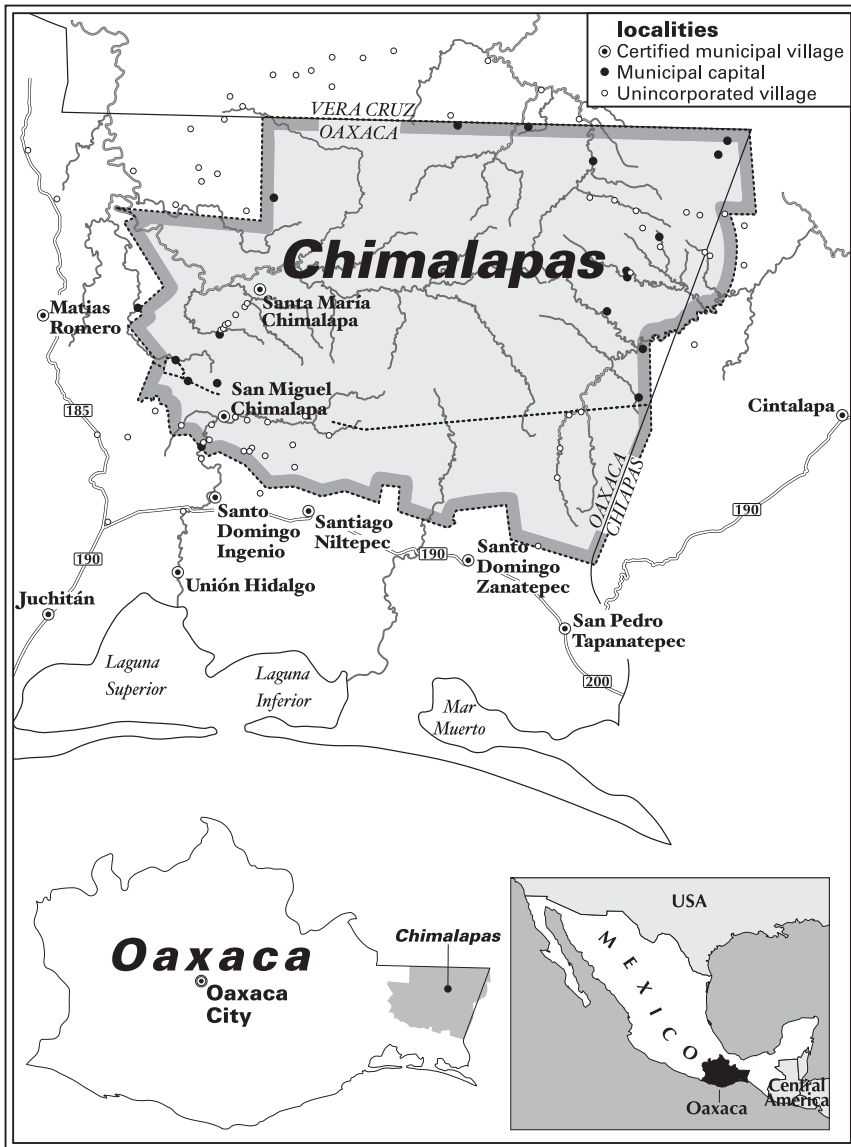 localities
Certified municipal village
Municipal capital
Unincorporated village
VERA CRUZ
OAXACA
Chimalapas
Santa María
Chimalapa
Matias
Romero
San Miguel
Chimalapa
185
Cintalapa
OAXACA
CHIAPAS
190
Santo
Domingo
Ingenio
Santiago
Niltepec
190
190
Santo
Domingo
Zanatepec
Unión Hidalgo
Juchitán
San Pedro
Tapanatepec
Laguna
Superior
Laguna
Inferior
200
Mar
Muerto
USA
Chimalapas
MEXICO
Oaxaca
Oaxaca
City
Central
America
Oaxaca